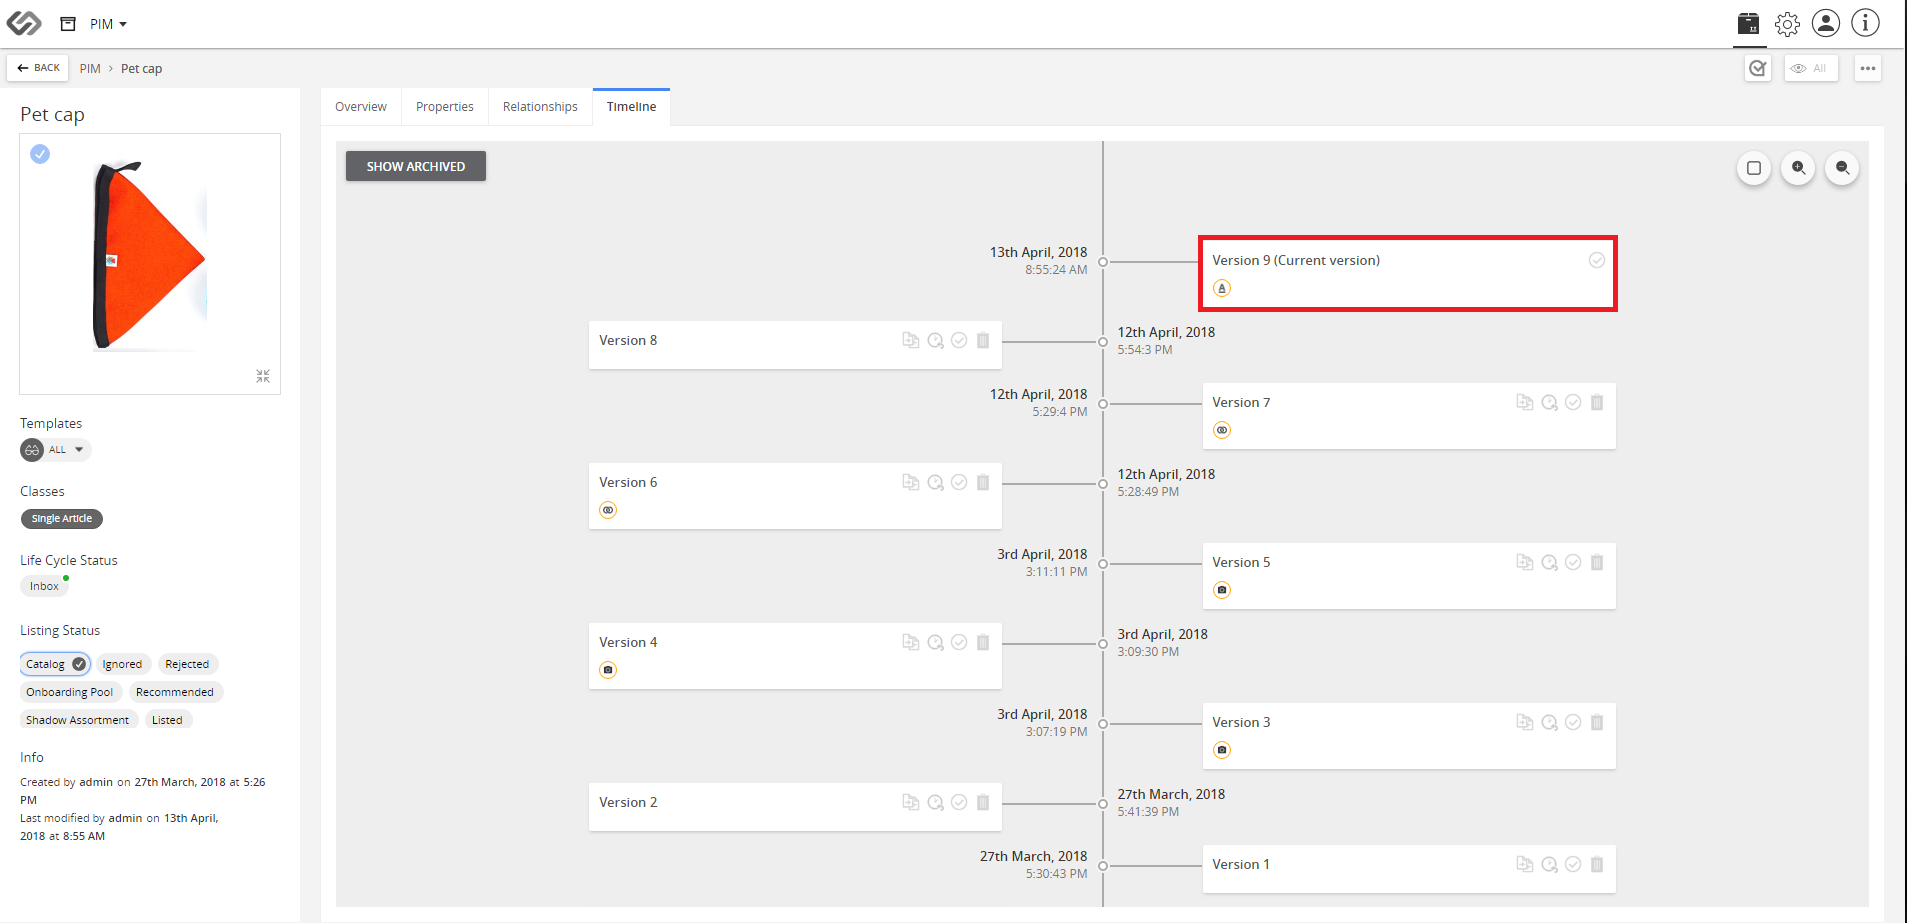 PIM
BACK
PIM > Pet cap
All
Pet cap
Templates
ALL
Classes
Single Article
Life Cycle Status
Inbox
Listing Status
Catalog
Ignored
Rejected
Onboarding Pool
Recommended
Shadow Assortment
Listed
Info
Created by admin on 27th March, 2018 at 5:26
PM
Last modified by admin on 13th April,
2018 at 8:55 AM
Overview
Properties
Relationships
Timeline
SHOW ARCHIVED
13th April, 2018
8:55:24 AM
Version 9 (Current version)
Version 8
12th April, 2018
5:54:3 PM
12th April, 2018
5:29:4 PM
Version 7
Version 6
12th April, 2018
5:28:49 PM
3rd April, 2018
3:11:11 PM
Version 5
Version 4
3rd April, 2018
3:09:30 PM
3rd April, 2018
3:07:19 PM
Version 3
Version 2
27th March, 2018
5:41:39 PM
27th March, 2018
5:30:43 PM
Version 1